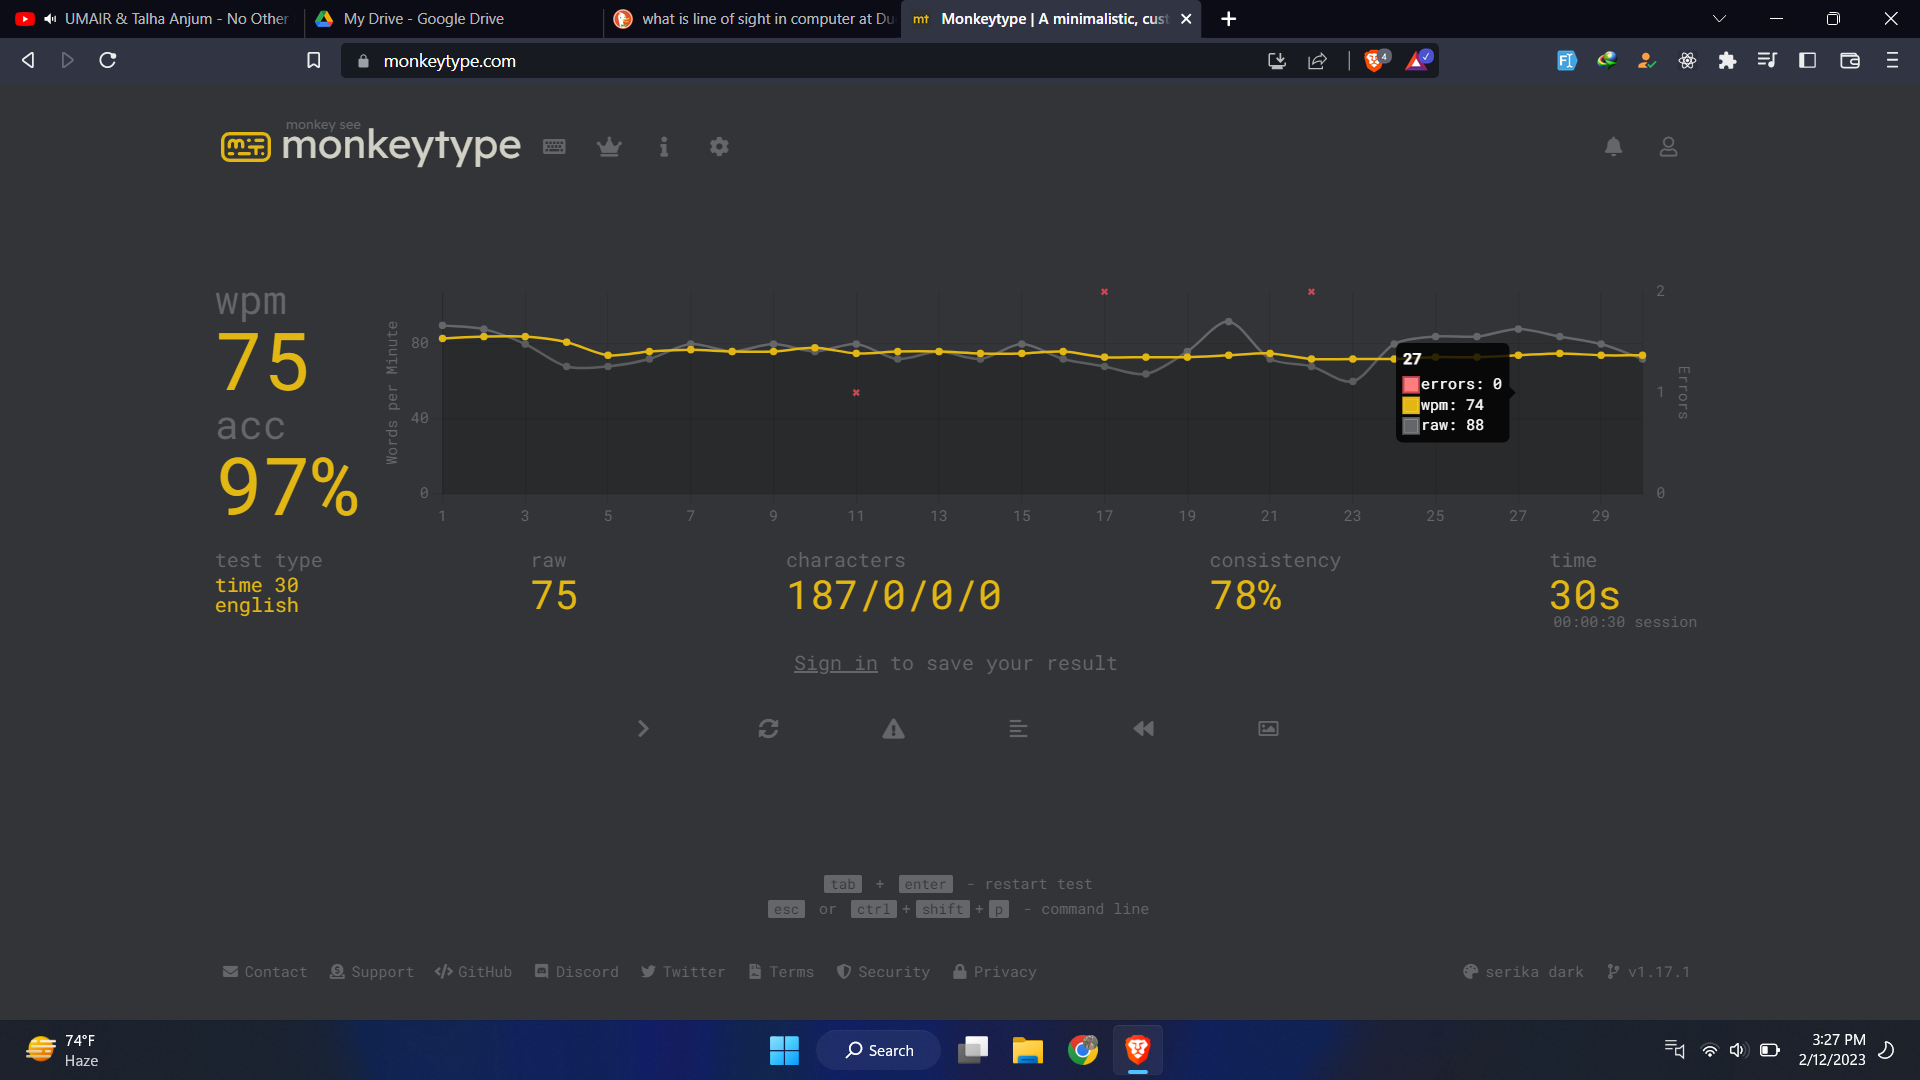 UMAIR & Talha Anjum - No Other
My Drive - Google Drive
what is line of sight in computer at Du
mt Monkeytype | A minimalistic, cust
monkeytype.com
4
monkey see
monkeytype
wpm
75
acc
97%
Words per Minute
80
40
0
2
1
0
Errors
27
errors: 0
wpm: 74
raw: 88
1 3 5 7 9 11 13 15 17 19 21 23 25 27 29
test type
time 30
english
raw
75
characters
187/0/0/0
consistency
78%
time
30s
00:00:30 session
Sign in to save your result
tab + enter - restart test
esc or ctrl + shift + p - command line
Contact Support GitHub Discord Twitter Terms Security Privacy
serika dark v1.17.1
74°F
Haze
Search
3:27 PM
2/12/2023